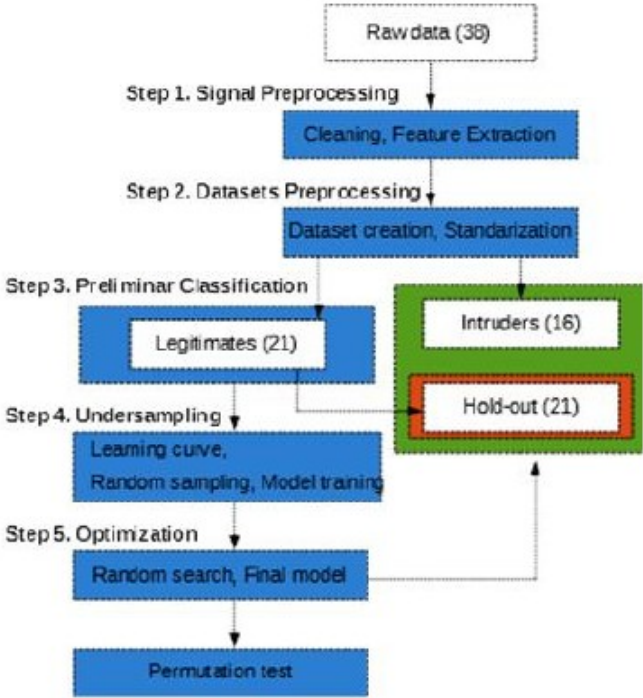 Raw data (38)
Step 1. Signal Preprocessing
Cleaning, Feature Extraction
Step 2. Datasets Preprocessing
Dataset creation, Standarization
Step 3. Preliminar Classification
Legitimates (21)
Intruders (16)
Hold-out (21)
Step 4. Undersampling
Learning curve,
Random sampling, Model training
Step 5. Optimization
Random search, Final model
Permutation test